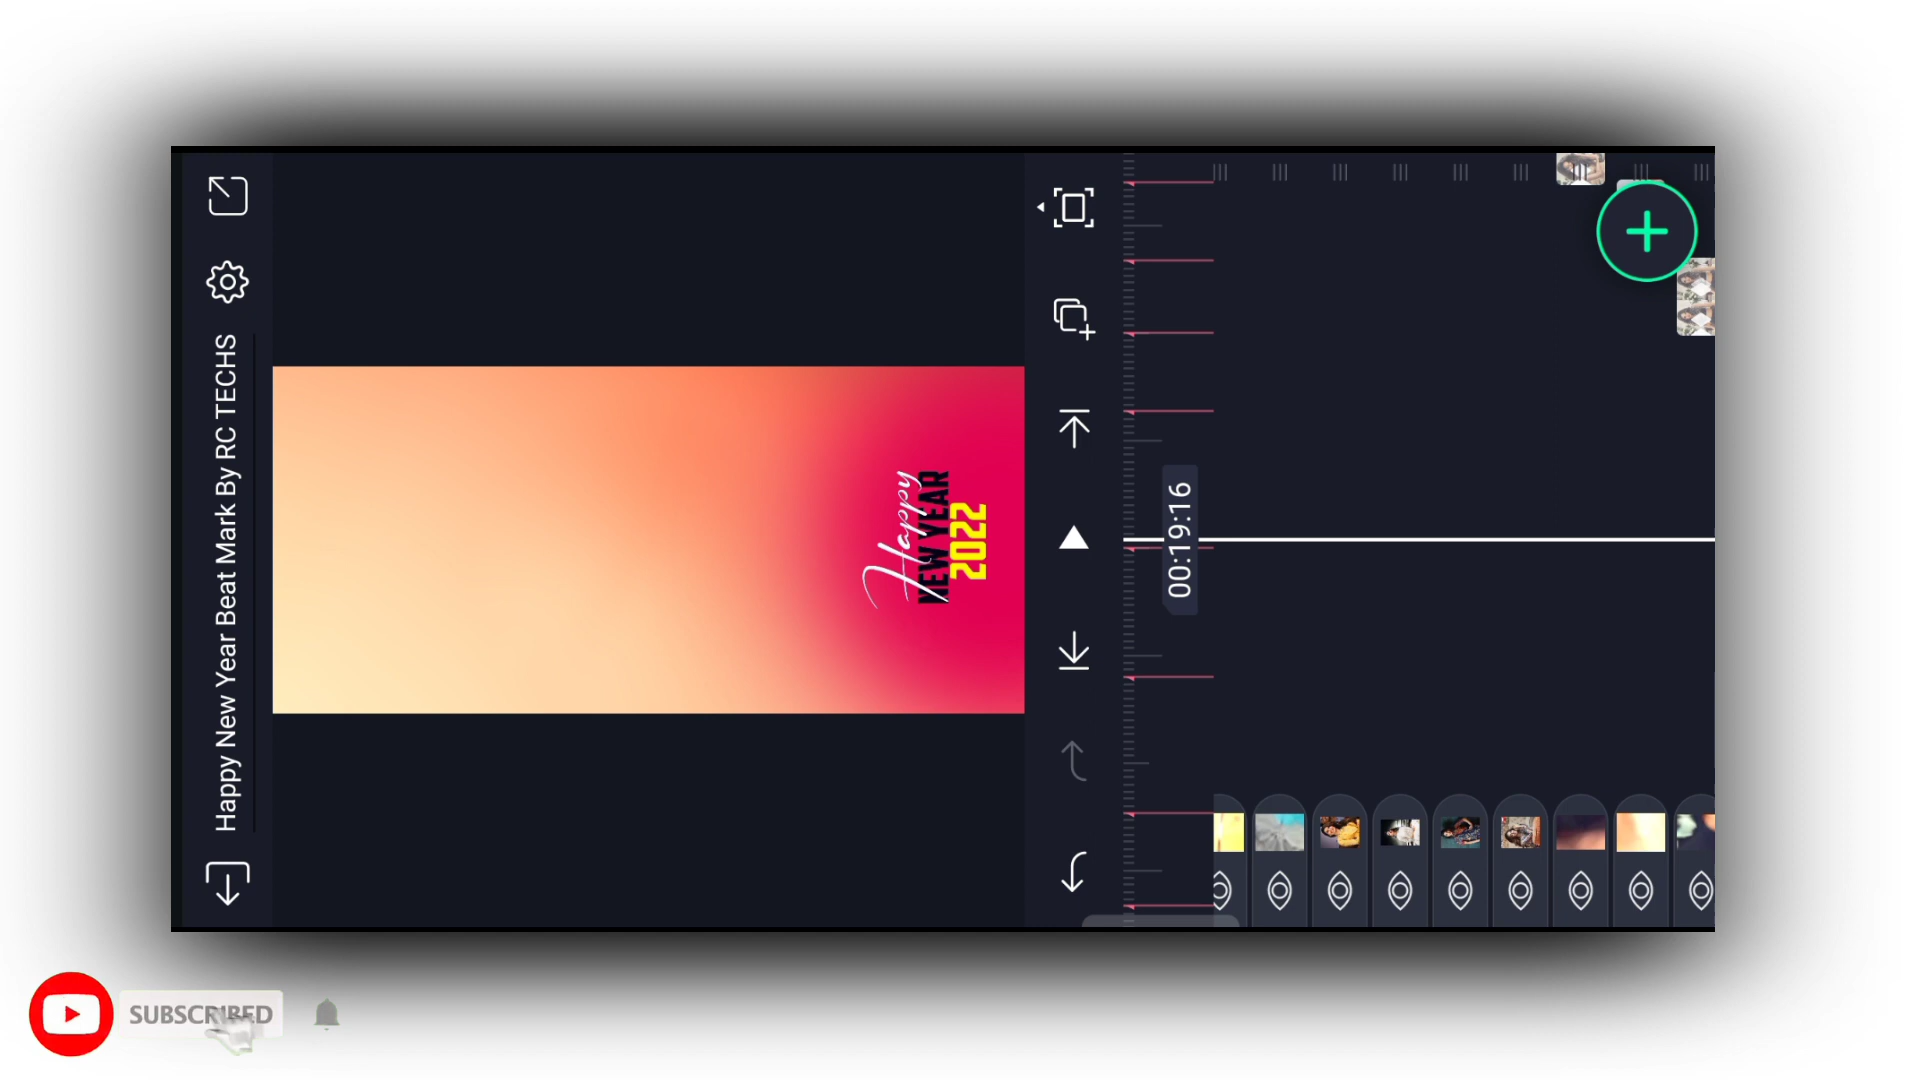 Happy New Year Beat Mark By RC TECHS
Happy
NEW YEAR
2022
00:19:16
SUBSCRIBED